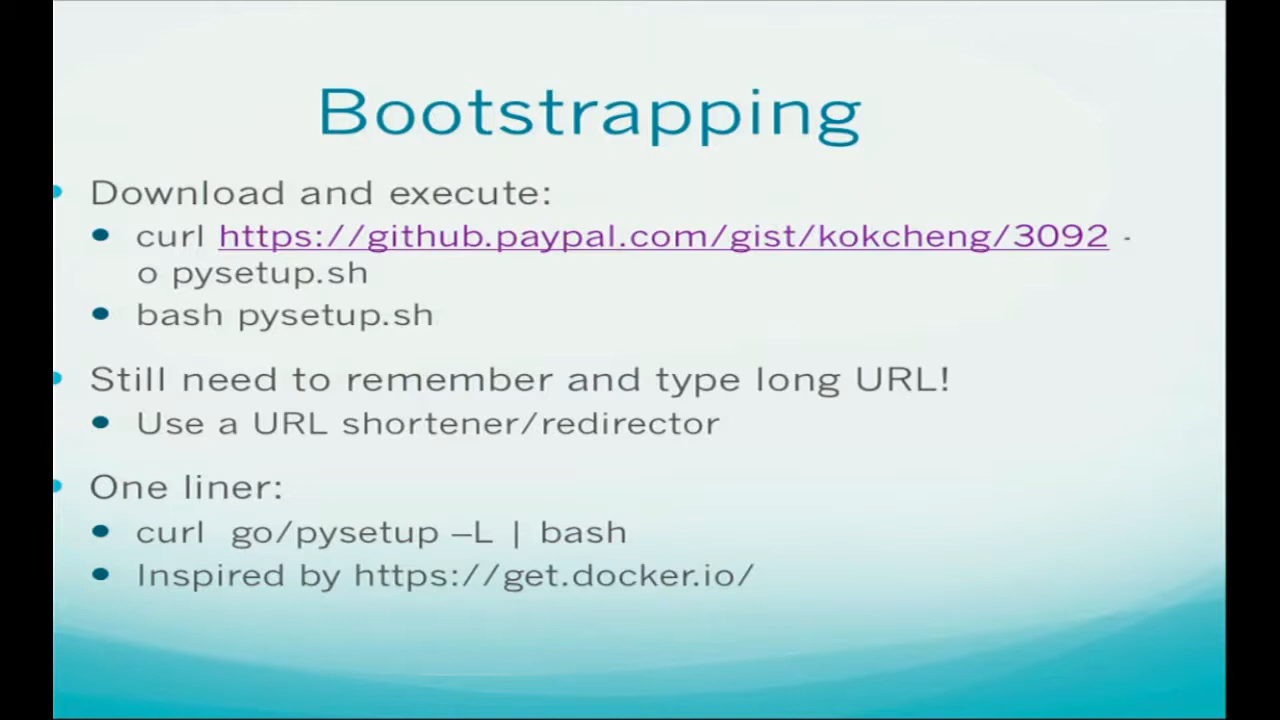 Bootstrapping
Download and execute:
curl https://github.paypal.com/gist/kokcheng/3092 -
o pysetup.sh
bash pysetup.sh
Still need to remember and type long URL!
Use a URL shortener/redirector
One liner:
curl  go/pysetup –L | bash
Inspired by https://get.docker.io/